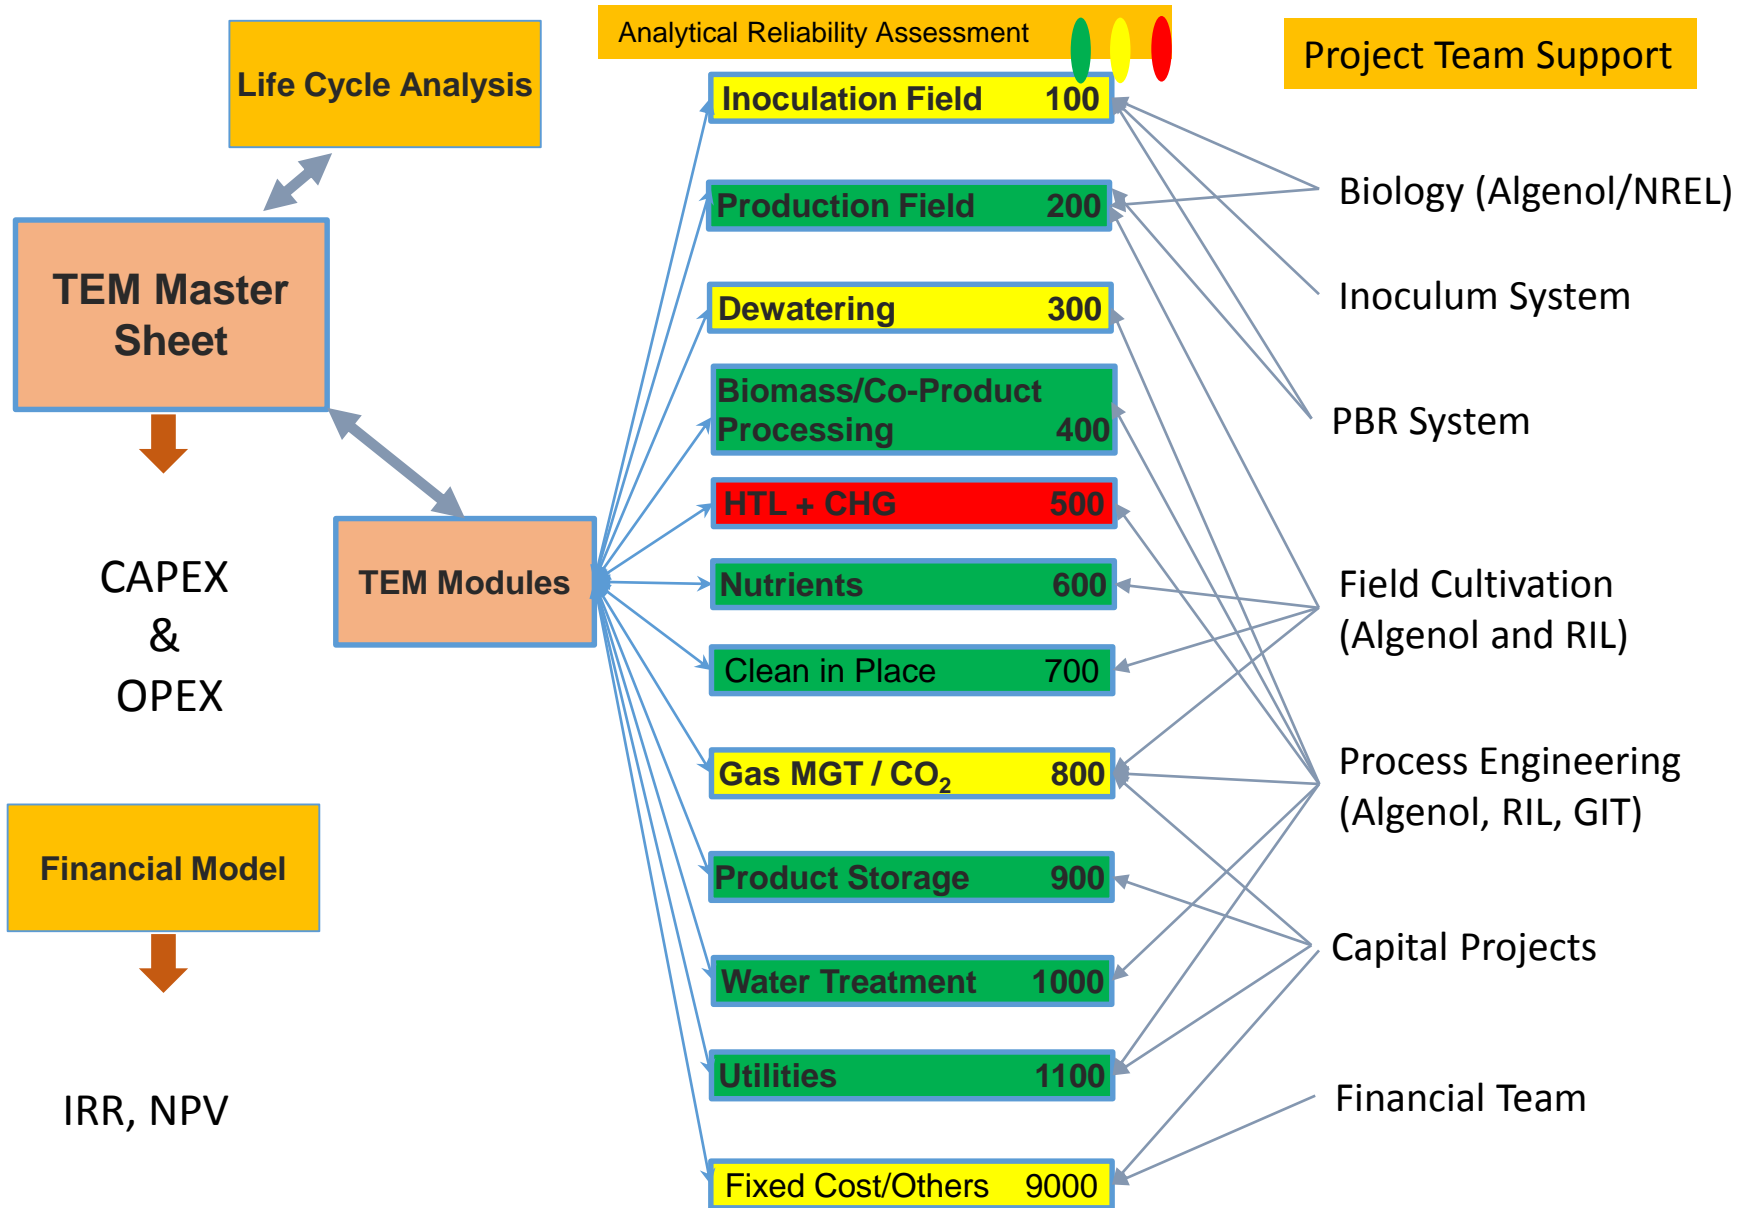 Life Cycle Analysis
TEM Master
Sheet
CAPEX
&
OPEX
Financial Model
IRR, NPV
TEM Modules
Analytical Reliability Assessment
Inoculation Field 100
Production Field 200
Dewatering 300
Biomass/Co-Product
Processing 400
HTL + CHG 500
Nutrients 600
Clean in Place 700
Gas MGT / CO₂ 800
Product Storage 900
Water Treatment 1000
Utilities 1100
Fixed Cost/Others 9000
Project Team Support
Biology (Algenol/NREL)
Inoculum System
PBR System
Field Cultivation
(Algenol and RIL)
Process Engineering
(Algenol, RIL, GIT)
Capital Projects
Financial Team